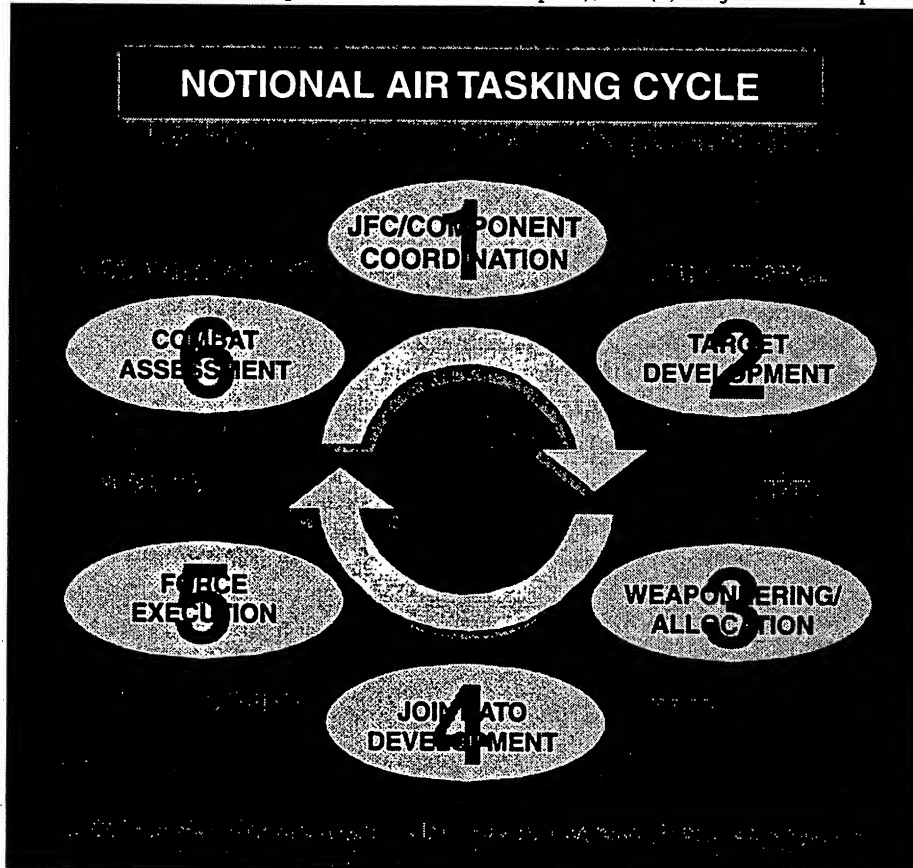 NOTIONAL AIR TASKING CYCLE
1
JFC/COMPONENT
COORDINATION
2
TARGET
DEVELOPMENT
3
WEAPONEERING/
ALLOCATION
4
JOINT ATO
DEVELOPMENT
5
FORCE
EXECUTION
6
COMBAT
ASSESSMENT